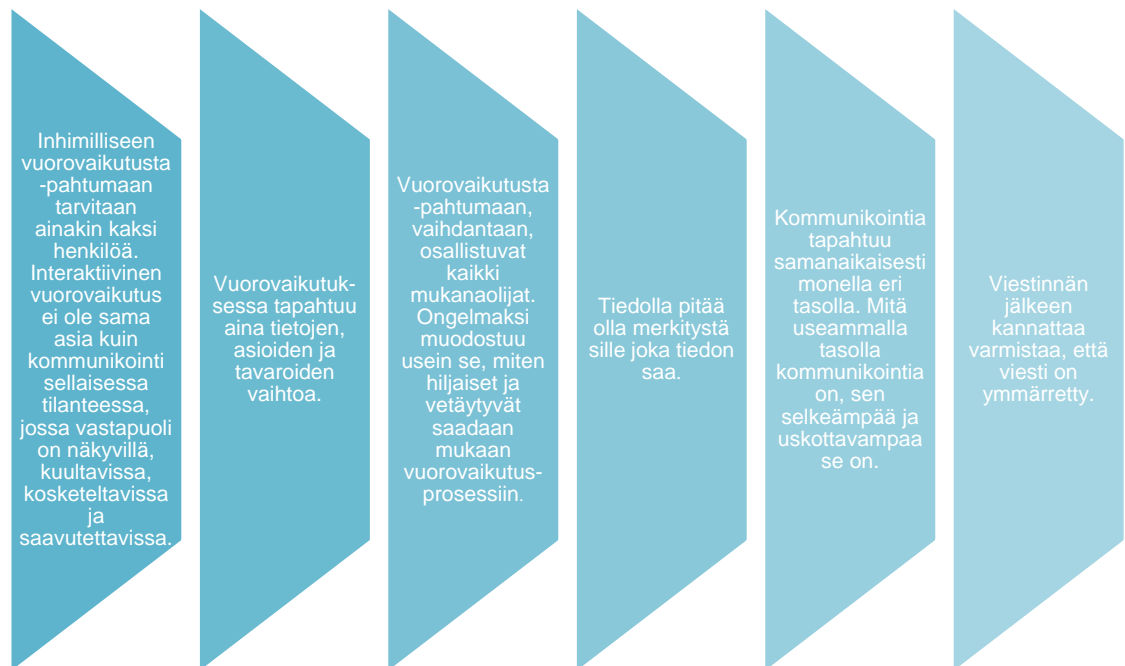 Inhimilliseen
vuorovaikutusta
-pahtumaan
tarvitaan
ainakin kaksi
henkilöä.
Interaktiivinen
vuorovaikutus
ei ole sama
asia kuin
kommunikointi
sellaisessa
tilanteessa,
jossa vastapuoli
on näkyvillä,
kuultavissa,
kosketeltavissa
ja
saavutettavissa.
Vuorovaikutuk-
sessa tapahtuu
aina tietojen,
asioiden ja
tavaroiden
vaihtoa.
Vuorovaikutusta
-pahtumaan,
vaihdantaan,
osallistuvat
kaikki
mukanaolijat.
Ongelmaksi
muodostuu
usein se, miten
hiljaiset ja
vetäytyvät
saadaan
mukaan
vuorovaikutus-
prosessiin.
Tiedolla pitää
olla merkitystä
sille joka tiedon
saa.
Kommunikointia
tapahtuu
samanaikaisesti
monella eri
tasolla. Mitä
useammalla
tasolla
kommunikointia
on, sen
selkeämpää ja
uskottavampaa
se on.
Viestinnän
jälkeen
kannattaa
varmistaa, että
viesti on
ymmärretty.